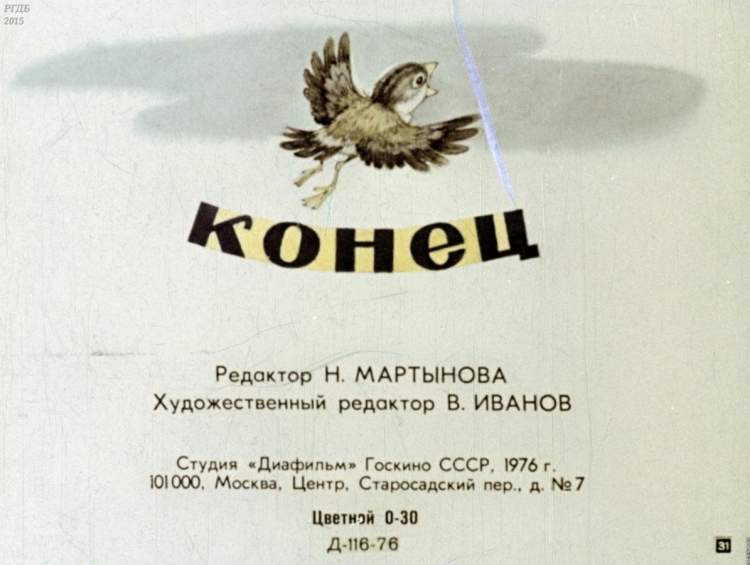 РГДБ
2015
конец
Редактор Н. МАРТЫНОВА
Художественный редактор В. ИВАНОВ
Студия «Диафильм» Госкино СССР, 1976 г.
101000, Москва, Центр, Старосадский пер., д. №7
Цветной 0-30
Д-116-76
31